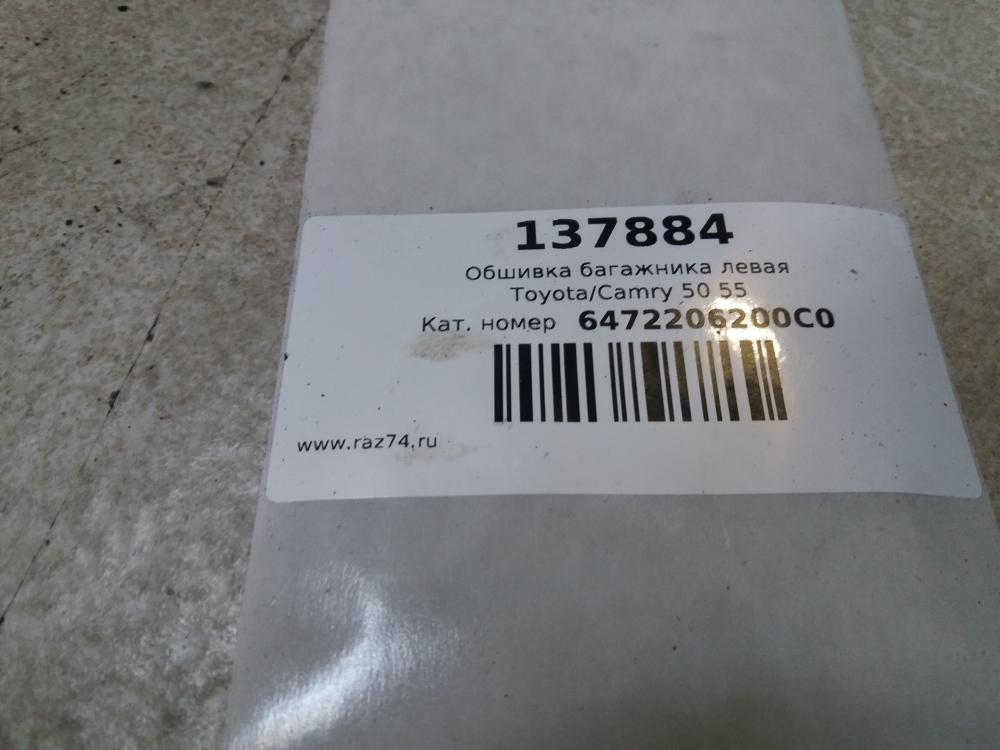 137884
Обшивка багажника левая
Toyota/Camry 50 55
Кат. номер 6472206200C0
www.raz74.ru